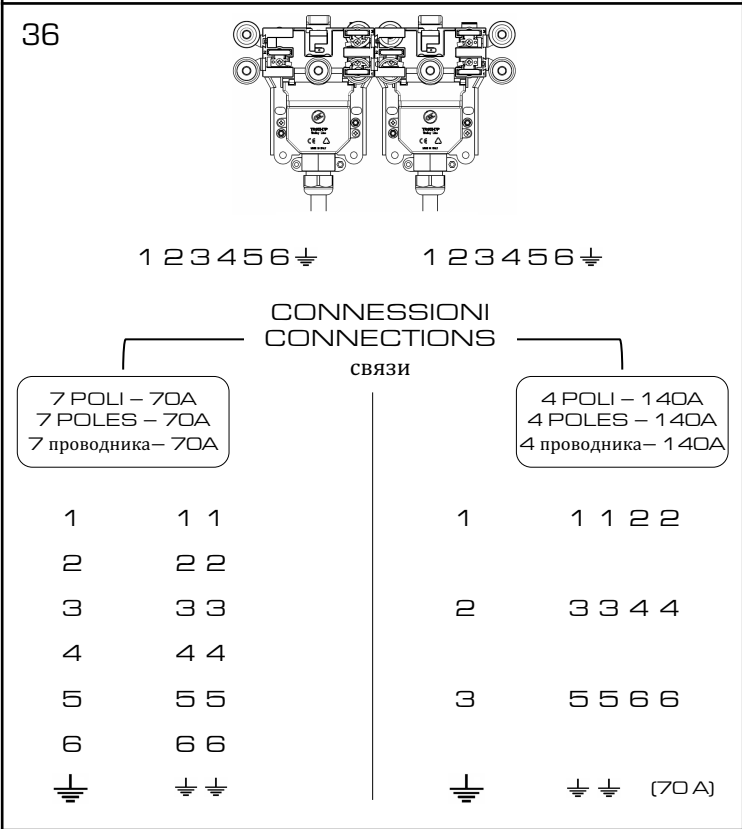 36
1 2 3 4 5 6 ⏚ 1 2 3 4 5 6 ⏚
CONNESSIONI
CONNECTIONS
связи
7 POLI – 70A
7 POLES – 70A
7 проводника– 70A
4 POLI – 140A
4 POLES – 140A
4 проводника– 140A
1 1 1
2 2 2
3 3 3
4 4 4
5 5 5
6 6 6
⏚ ⏚ ⏚
1 1 1 2 2
2 3 3 4 4
3 5 5 6 6
⏚ ⏚ ⏚ (70 A)